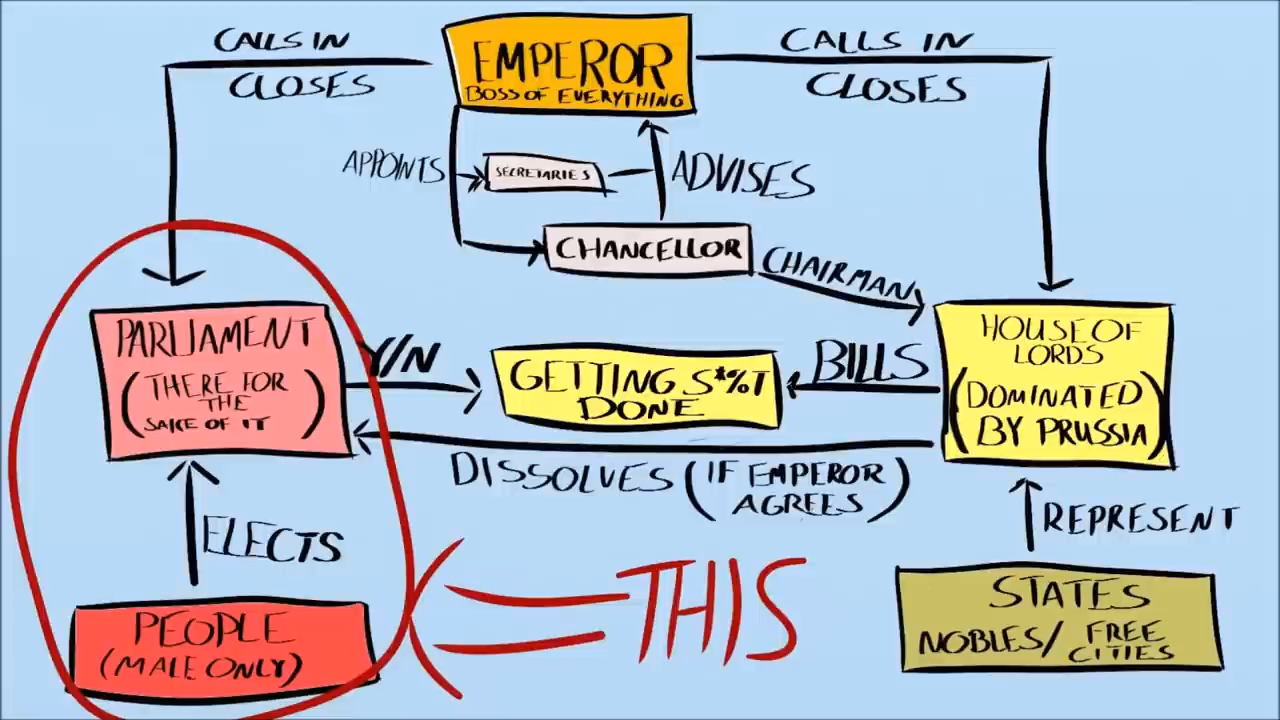 CALLS IN
CLOSES
EMPEROR
BOSS OF EVERYTHING
CALLS IN
CLOSES
APPOINTS
SECRETARIES
ADVISES
CHANCELLOR
CHAIRMAN
PARLIAMENT
(THERE FOR
THE
SAKE OF IT)
Y/N
GETTING S*%T
DONE
BILLS
HOUSE OF
LORDS
(DOMINATED
BY PRUSSIA)
DISSOLVES (IF EMPEROR
AGREES)
ELECTS
REPRESENT
THIS
PEOPLE
(MALE ONLY)
STATES
NOBLES/ FREE
CITIES